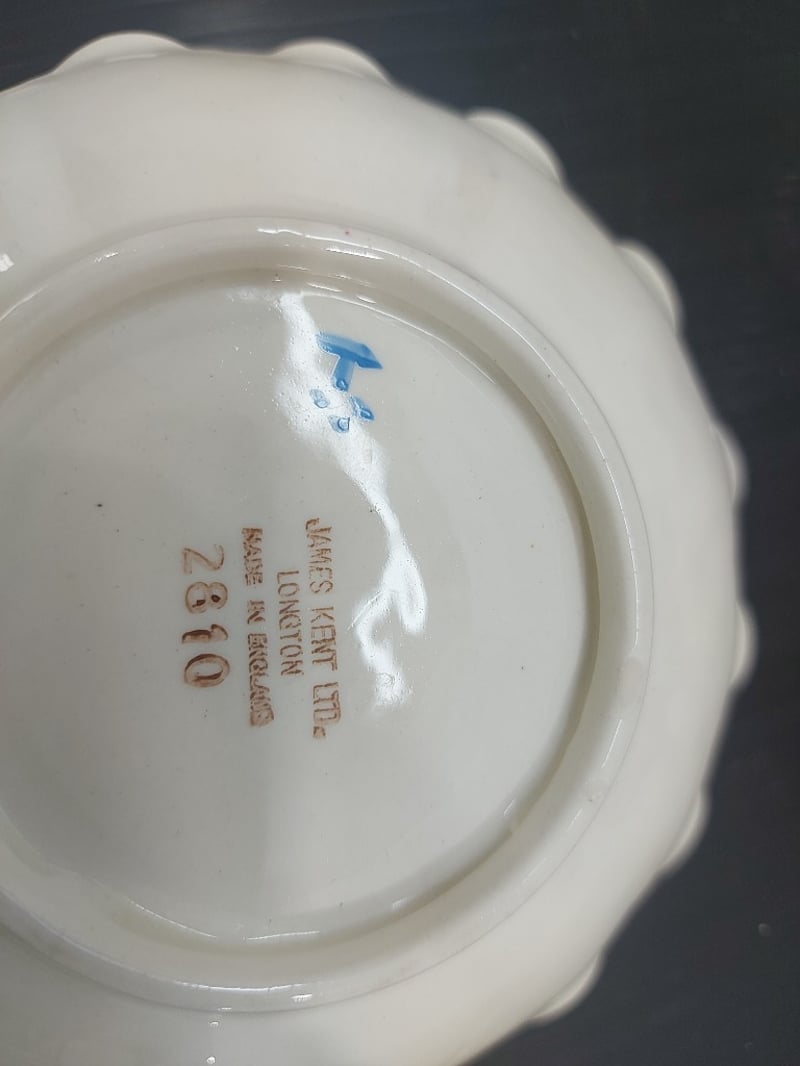 JAMES KENT LTD.
LONGTON
MADE IN ENGLAND
2810